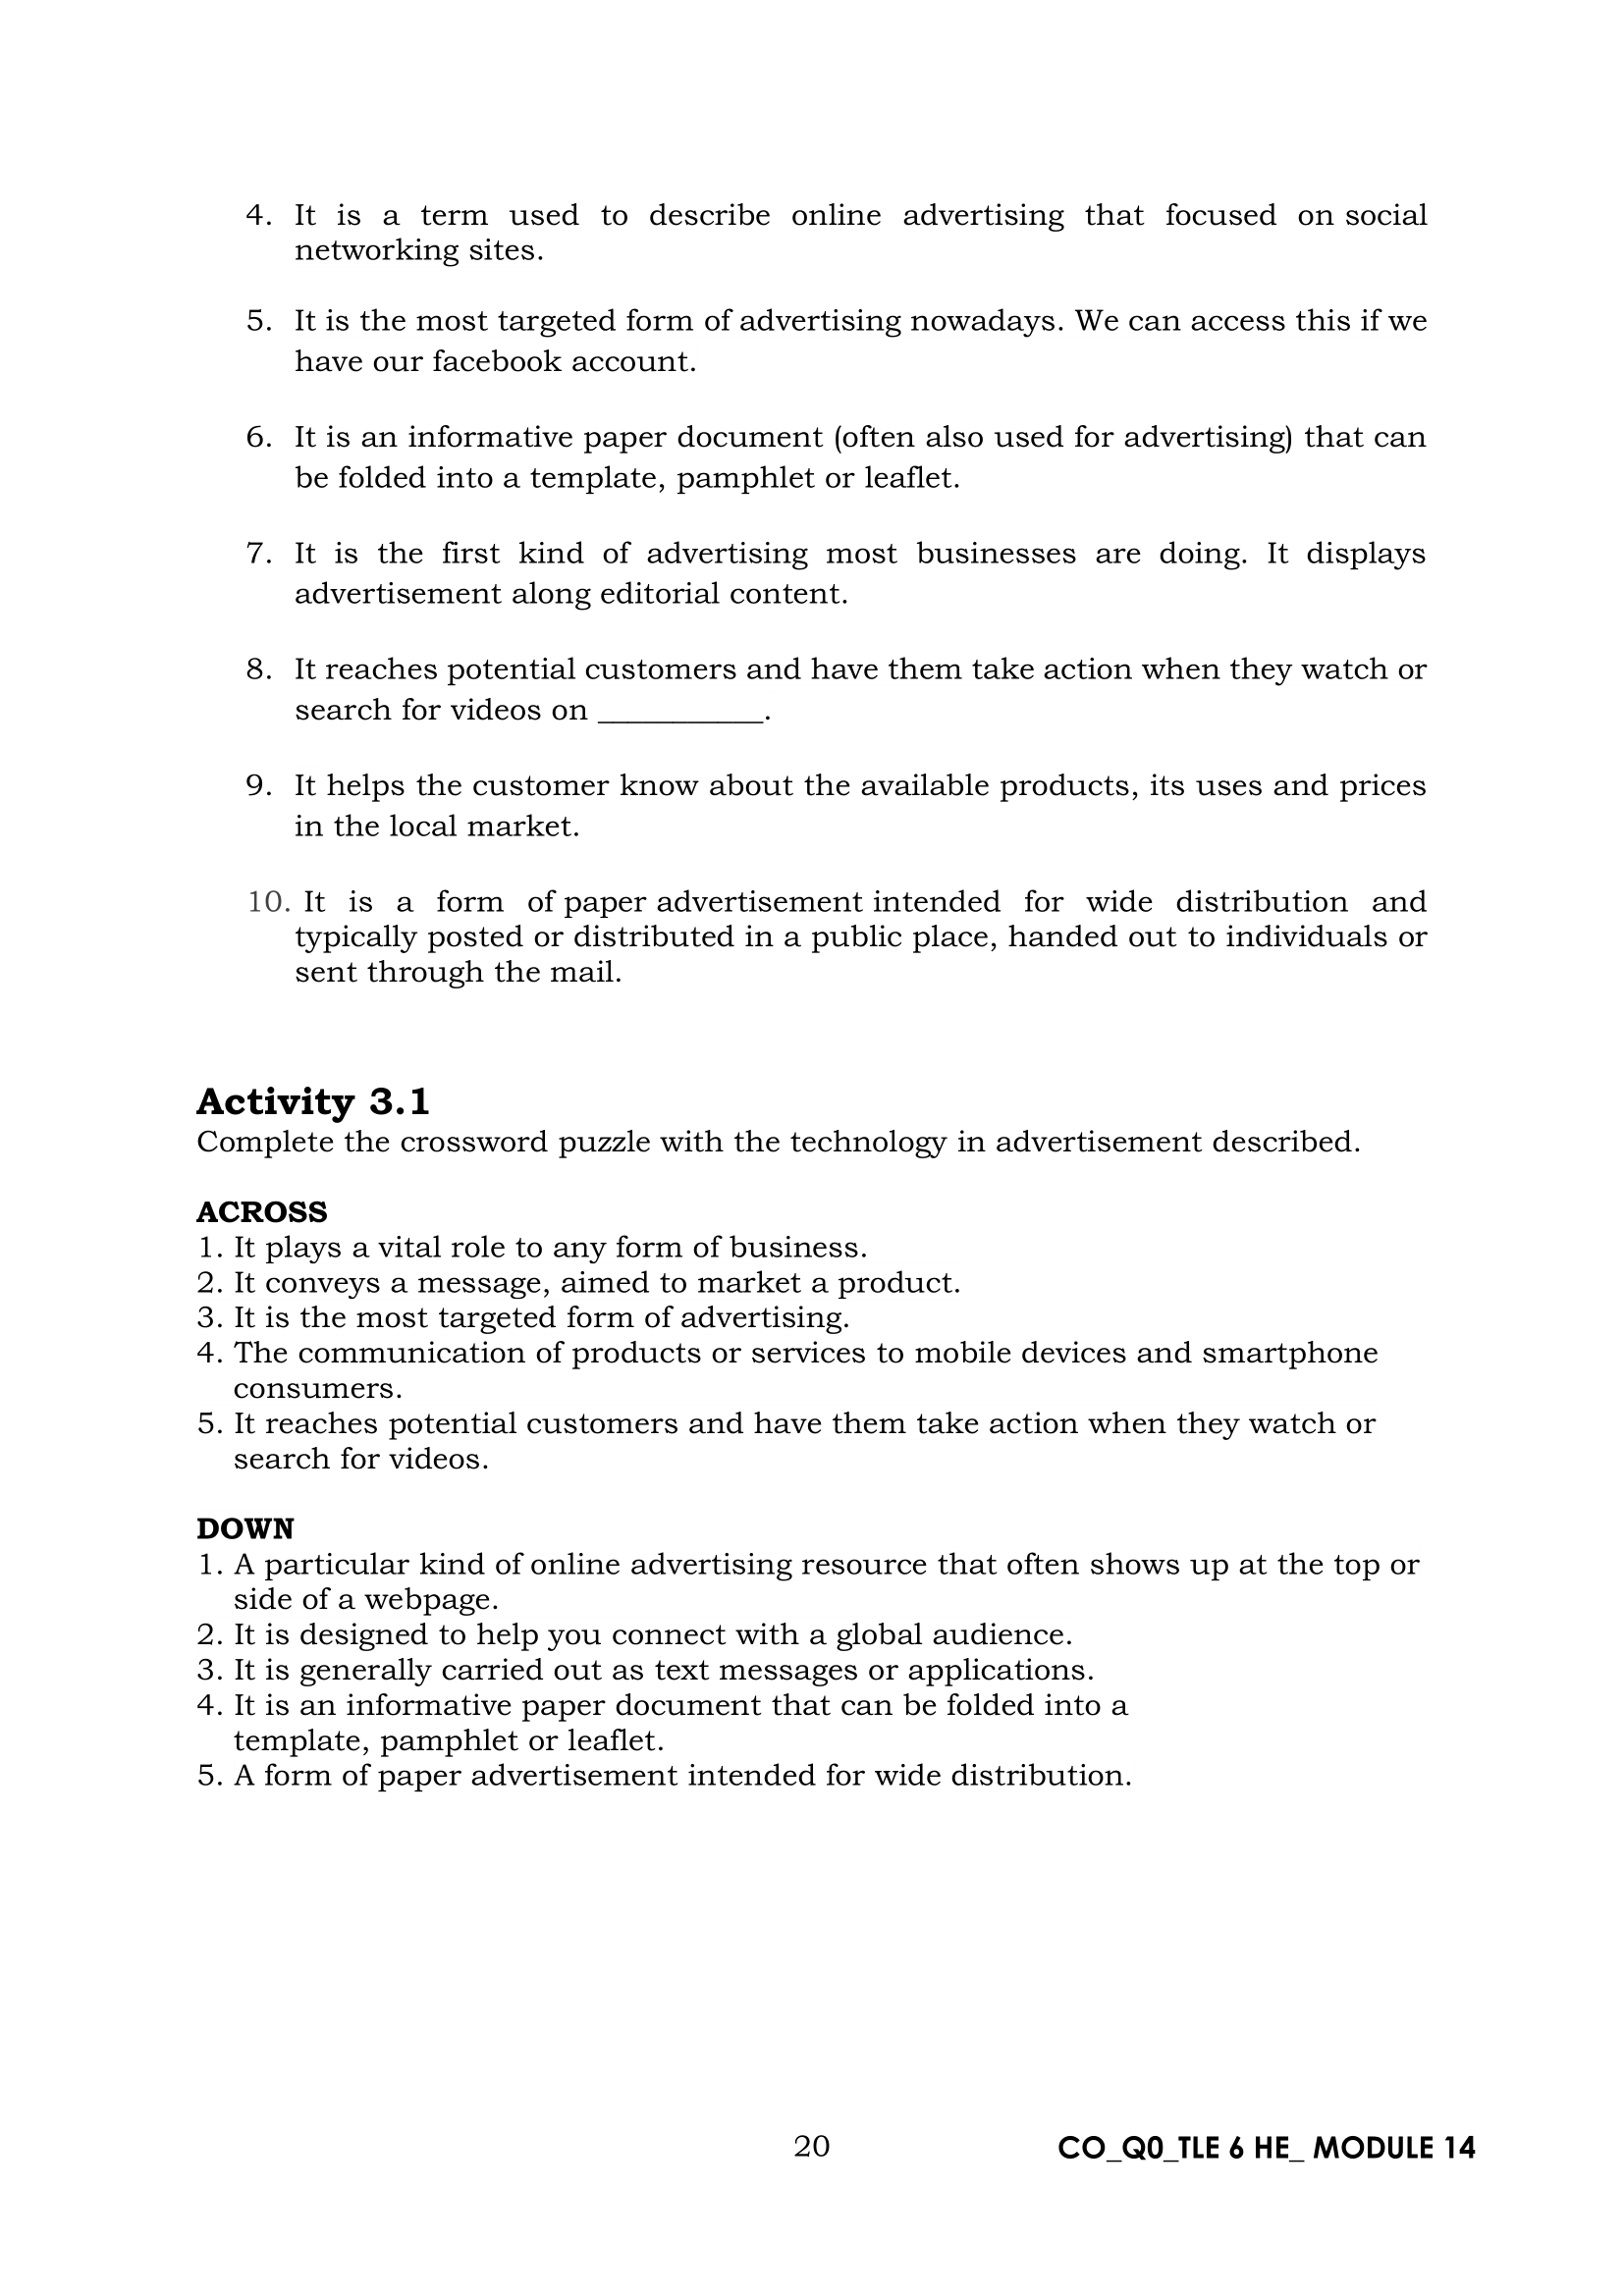 4. It is a term used to describe online advertising that focused on social
networking sites.
5. It is the most targeted form of advertising nowadays. We can access this if we
have our facebook account.
6. It is an informative paper document (often also used for advertising) that can
be folded into a template, pamphlet or leaflet.
7. It is the first kind of advertising most businesses are doing. It displays
advertisement along editorial content.
8. It reaches potential customers and have them take action when they watch or
search for videos on ___________.
9. It helps the customer know about the available products, its uses and prices
in the local market.
10. It is a form of paper advertisement intended for wide distribution and
typically posted or distributed in a public place, handed out to individuals or
sent through the mail.
Activity 3.1
Complete the crossword puzzle with the technology in advertisement described.
ACROSS
1. It plays a vital role to any form of business.
2. It conveys a message, aimed to market a product.
3. It is the most targeted form of advertising.
4. The communication of products or services to mobile devices and smartphone
consumers.
5. It reaches potential customers and have them take action when they watch or
search for videos.
DOWN
1. A particular kind of online advertising resource that often shows up at the top or
side of a webpage.
2. It is designed to help you connect with a global audience.
3. It is generally carried out as text messages or applications.
4. It is an informative paper document that can be folded into a
template, pamphlet or leaflet.
5. A form of paper advertisement intended for wide distribution.
20
CO_Q0_TLE 6 HE_ MODULE 14